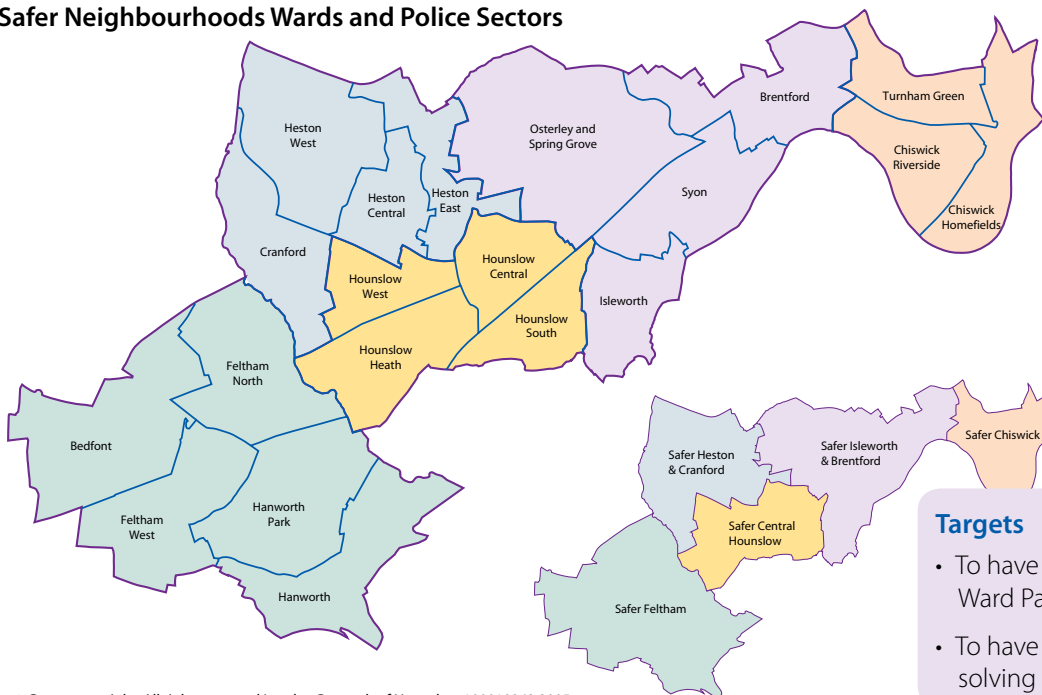 Safer Neighbourhoods Wards and Police Sectors
Heston
West
Heston
Central
Heston
East
Cranford
Osterley and
Spring Grove
Brentford
Syon
Isleworth
Turnham Green
Chiswick
Riverside
Chiswick
Homefields
Hounslow
West
Hounslow
Central
Hounslow
South
Hounslow
Heath
Feltham
North
Bedfont
Feltham
West
Hanworth
Park
Hanworth
Safer Heston
& Cranford
Safer Isleworth
& Brentford
Safer Chiswick
Safer Central
Hounslow
Safer Feltham
Targets
• To have
Ward Pa
• To have
solving